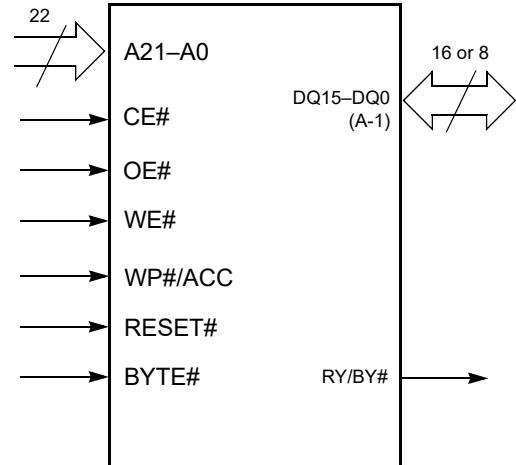 22
A21–A0
16 or 8
DQ15–DQ0
(A-1)
CE#
OE#
WE#
WP#/ACC
RESET#
BYTE#
RY/BY#